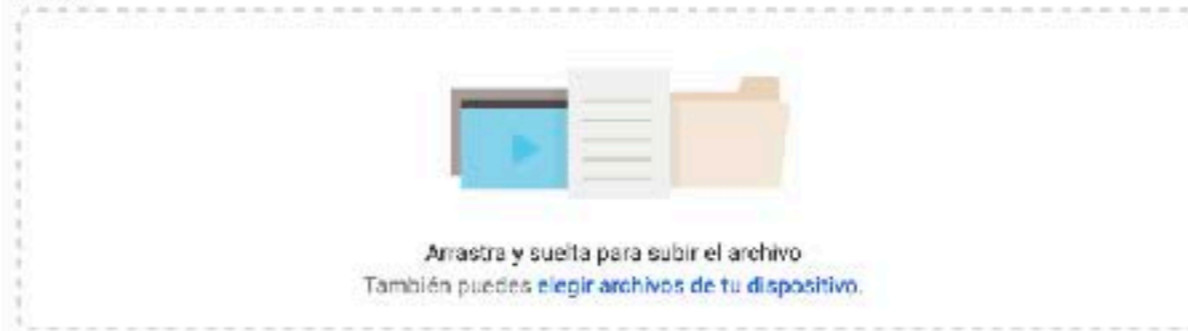 Arrastra y suelta para subir el archivo
También puedes elegir archivos de tu dispositivo.